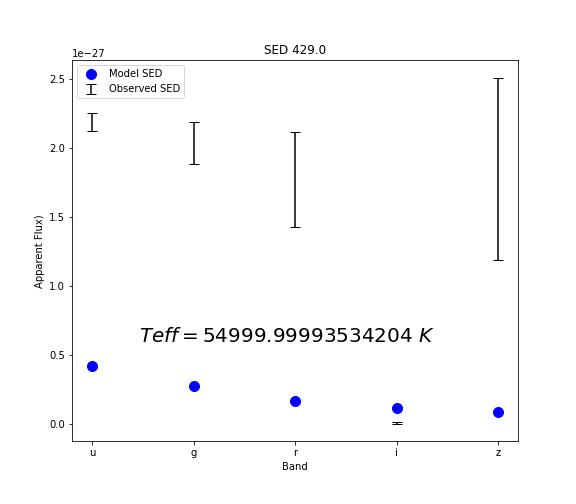 SED 429.0
1e−27
Model SED
Observed SED
2.5
2.0
1.5
1.0
0.5
0.0
Apparent Flux)
Teff = 54999.99993534204 K
u g r i z
Band